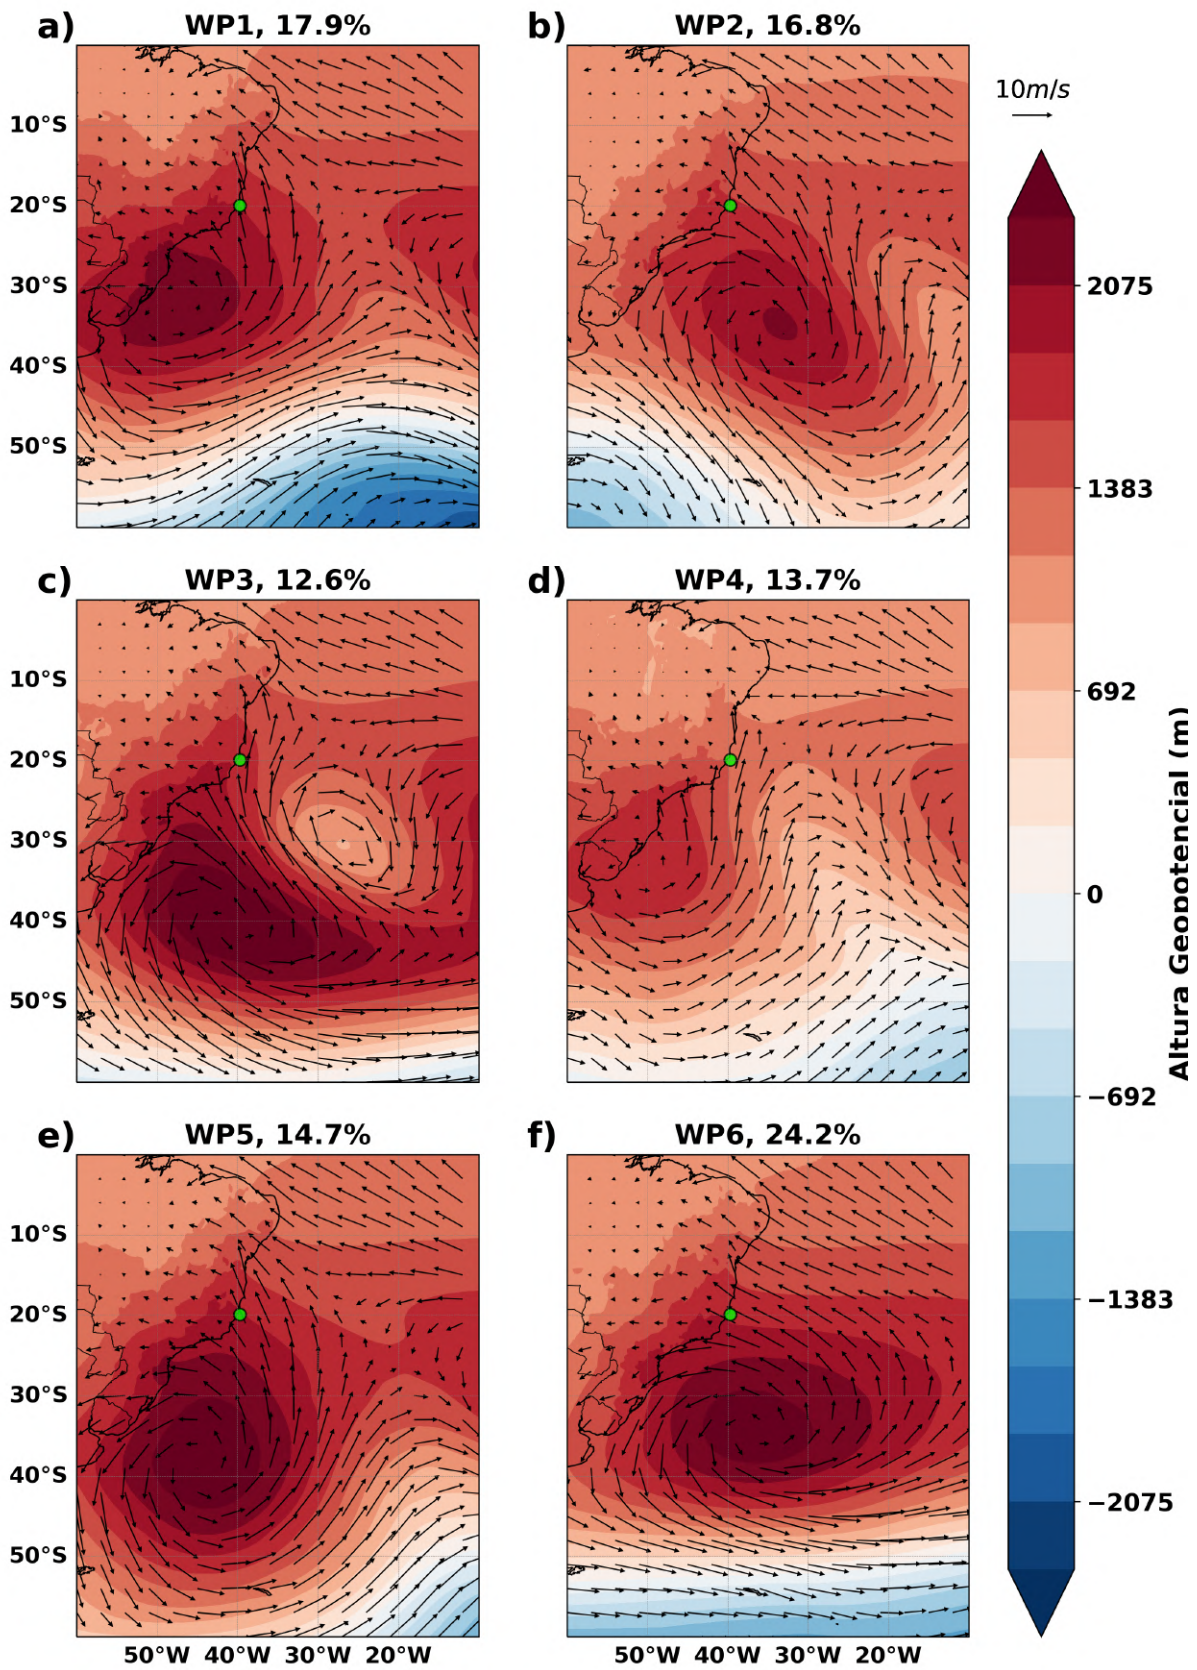 a) WP1, 17.9%
b) WP2, 16.8%
10m/s
10°S
20°S
30°S
40°S
50°S
c) WP3, 12.6%
d) WP4, 13.7%
10°S
20°S
30°S
40°S
50°S
e) WP5, 14.7%
f) WP6, 24.2%
10°S
20°S
30°S
40°S
50°S
50°W 40°W 30°W 20°W
50°W 40°W 30°W 20°W
2075
1383
692
0
−692
−1383
−2075
Altura Geopotencial (m)